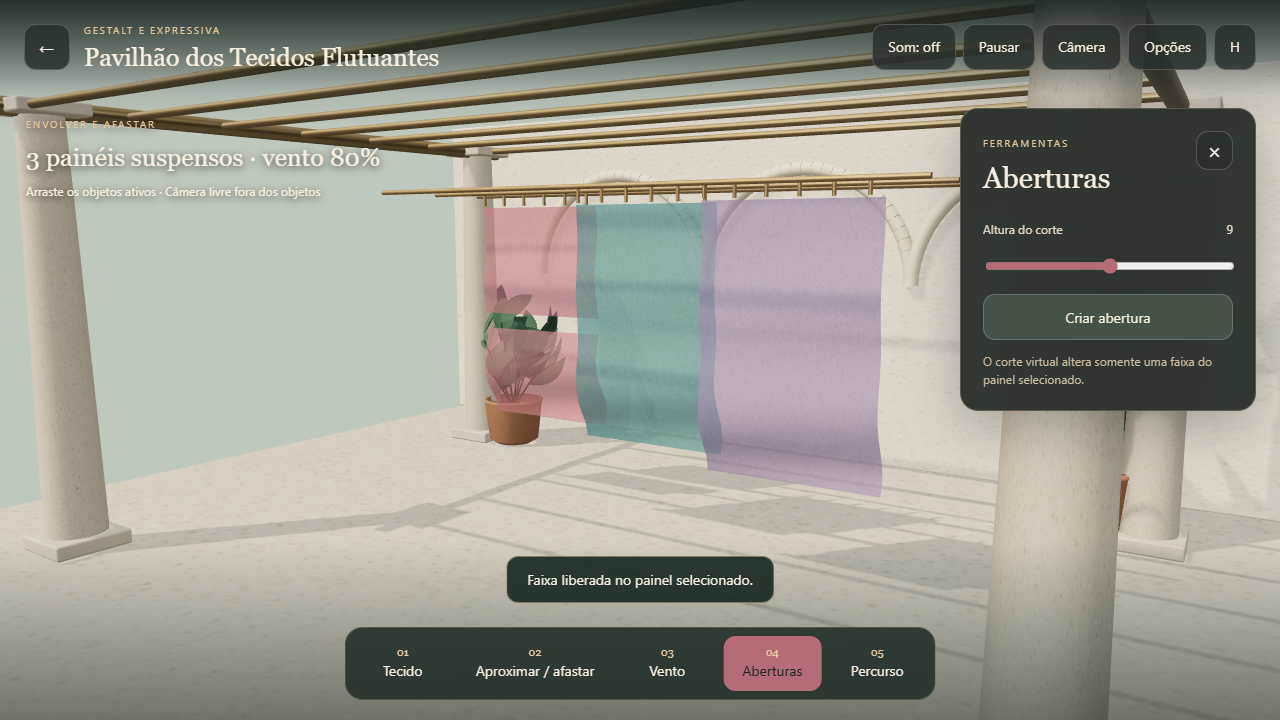 ←
GESTALT E EXPRESSIVA
Pavilhão dos Tecidos Flutuantes
Som: off
Pausar
Câmera
Opções
H
ENVOLVER E AFASTAR
3 painéis suspensos · vento 80%
Arraste os objetos ativos · Câmera livre fora dos objetos
FERRAMENTAS
Aberturas
×
Altura do corte 9
Criar abertura
O corte virtual altera somente uma faixa do
painel selecionado.
Faixa liberada no painel selecionado.
01
Tecido
02
Aproximar / afastar
03
Vento
04
Aberturas
05
Percurso